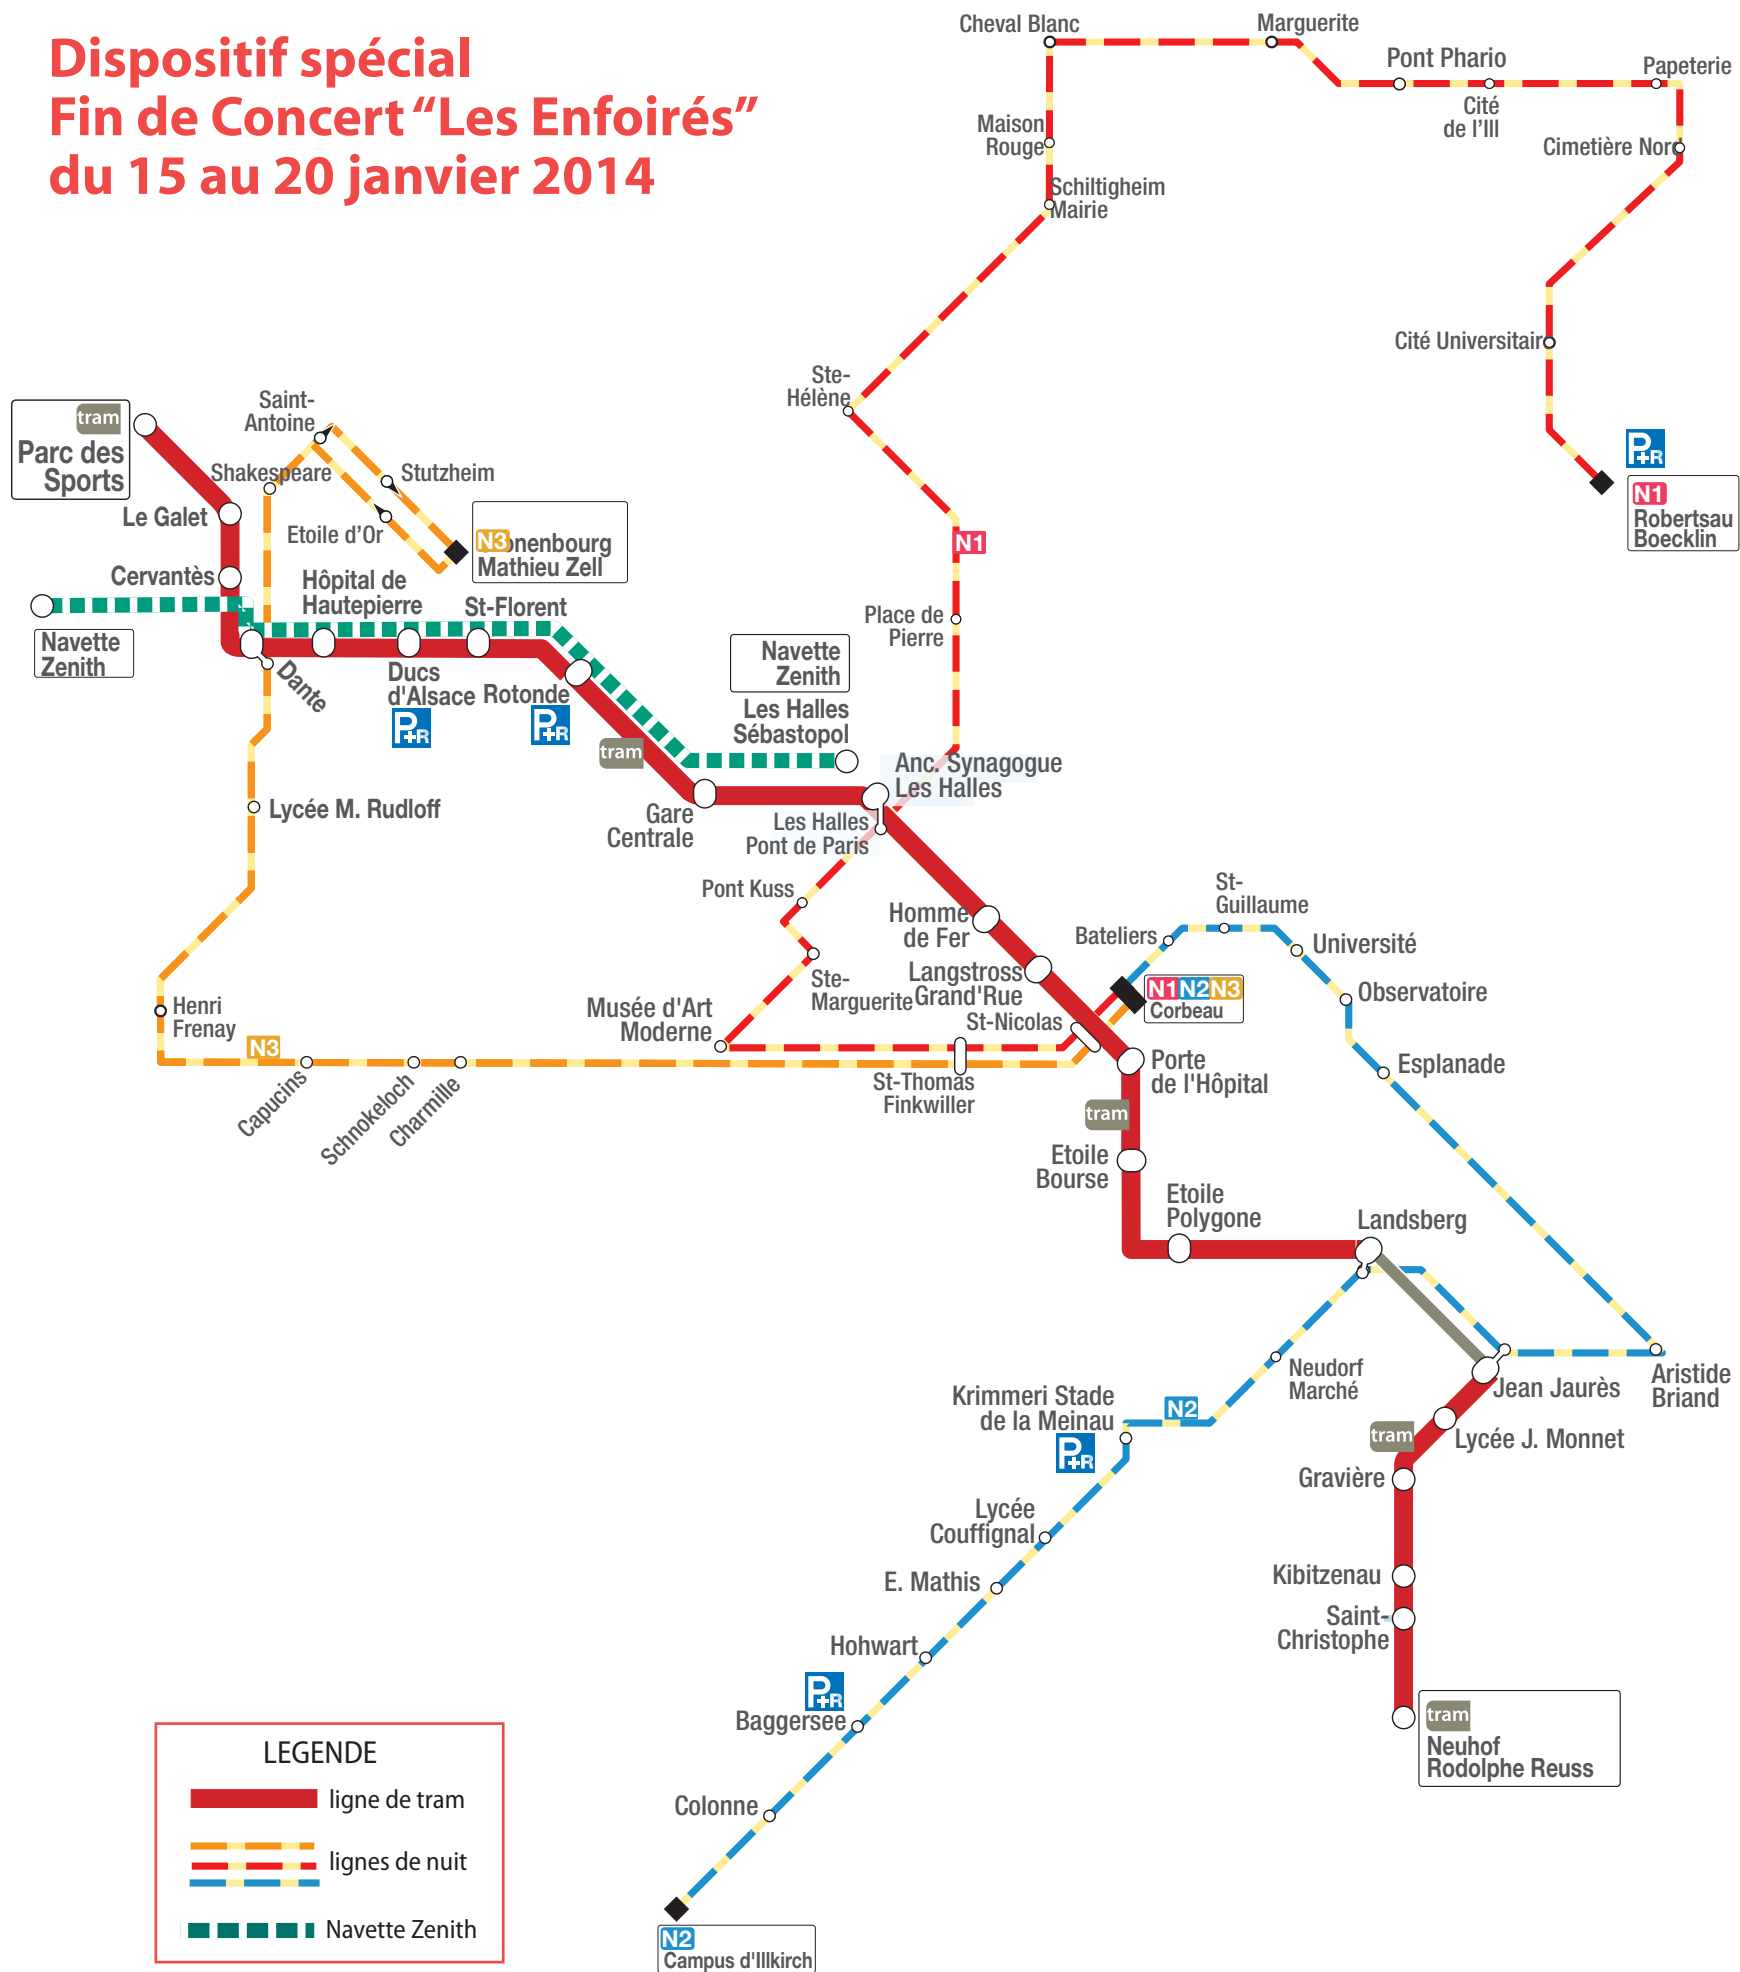 Dispositif spécial
Fin de Concert “Les Enfoirés”
du 15 au 20 janvier 2014
Cheval Blanc
Marguerite
Pont Phario
Papeterie
Cité
de l'Ill
Maison
Rouge
Cimetière Nord
Schiltigheim
Mairie
Cité Universitair
Ste-
Hélène
P+R
N1
Robertsau
Boecklin
tram
Parc des
Sports
Saint-
Antoine
Shakespeare
Stutzheim
Le Galet
Etoile d'Or
N3
onenbourg
Mathieu Zell
N1
Cervantès
Hôpital de
Hautepierre
St-Florent
Place de
Pierre
Navette
Zenith
Navette
Zenith
Dante
Ducs
d'Alsace
P+R
Rotonde
P+R
Les Halles
Sébastopol
tram
Anc. Synagogue
Les Halles
Lycée M. Rudloff
Gare
Centrale
Les Halles
Pont de Paris
Pont Kuss
St-
Guillaume
Homme
de Fer
Bateliers
Université
Langstross
Grand'Rue
Ste-
Marguerite
N1N2N3
Corbeau
Observatoire
Henri
Frenay
Musée d'Art
Moderne
St-Nicolas
N3
Porte
de l'Hôpital
Esplanade
Capucins
Schnokeloch
Charmille
St-Thomas
Finkwiller
tram
Etoile
Bourse
Etoile
Polygone
Landsberg
Neudorf
Marché
Jean Jaurès
Aristide
Briand
Krimmeri Stade
de la Meinau
P+R
N2
tram
Lycée J. Monnet
Gravière
Lycée
Couffignal
E. Mathis
Kibitzenau
Saint-
Christophe
Hohwart
P+R
Baggersee
tram
Neuhof
Rodolphe Reuss
Colonne
N2
Campus d'Illkirch
LEGENDE
ligne de tram
lignes de nuit
Navette Zenith